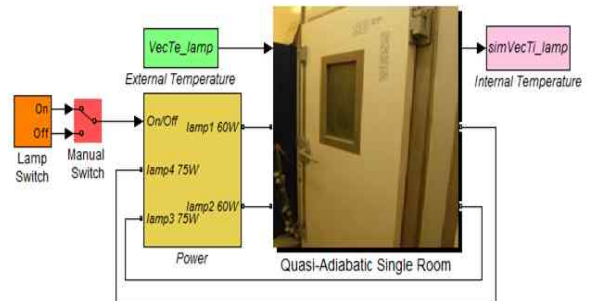 VecTe_lamp
External Temperature
simVecTi_lamp
Internal Temperature
On
Off
Lamp
Switch
Manual
Switch
On/Off
lamp1 60W
lamp4 75W
lamp2 60W
lamp3 75W
Power
Quasi-Adiabatic Single Room